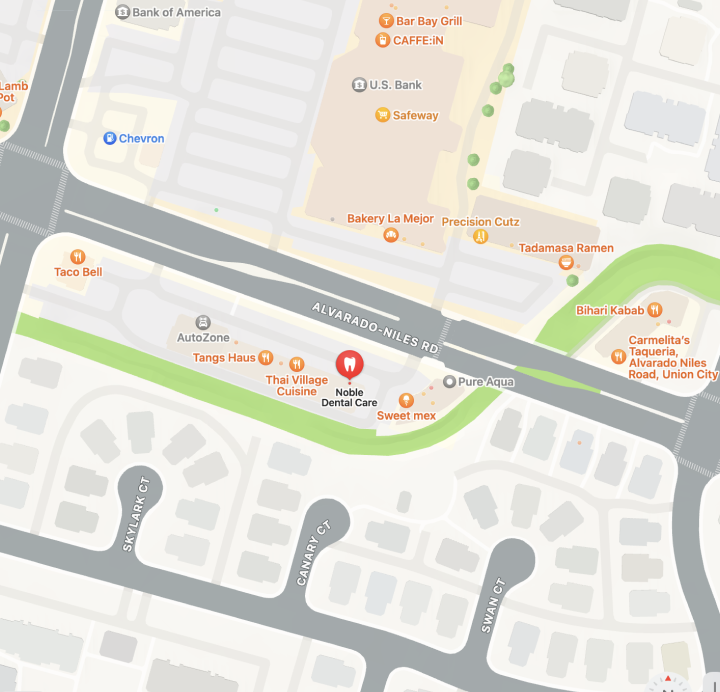 Bank of America
Bar Bay Grill
CAFFE:iN
U.S. Bank
Lamb
Pot
Safeway
Chevron
Bakery La Mejor
Precision Cutz
Tadamasa Ramen
Taco Bell
ALVARADO-NILES RD
Bihari Kabab
AutoZone
Carmelita's
Taqueria,
Alvarado Niles
Road, Union City
Tangs Haus
Thai Village
Cuisine
Noble
Dental Care
Pure Aqua
Sweet mex
SKYLARK CT
CANARY CT
SWAN CT